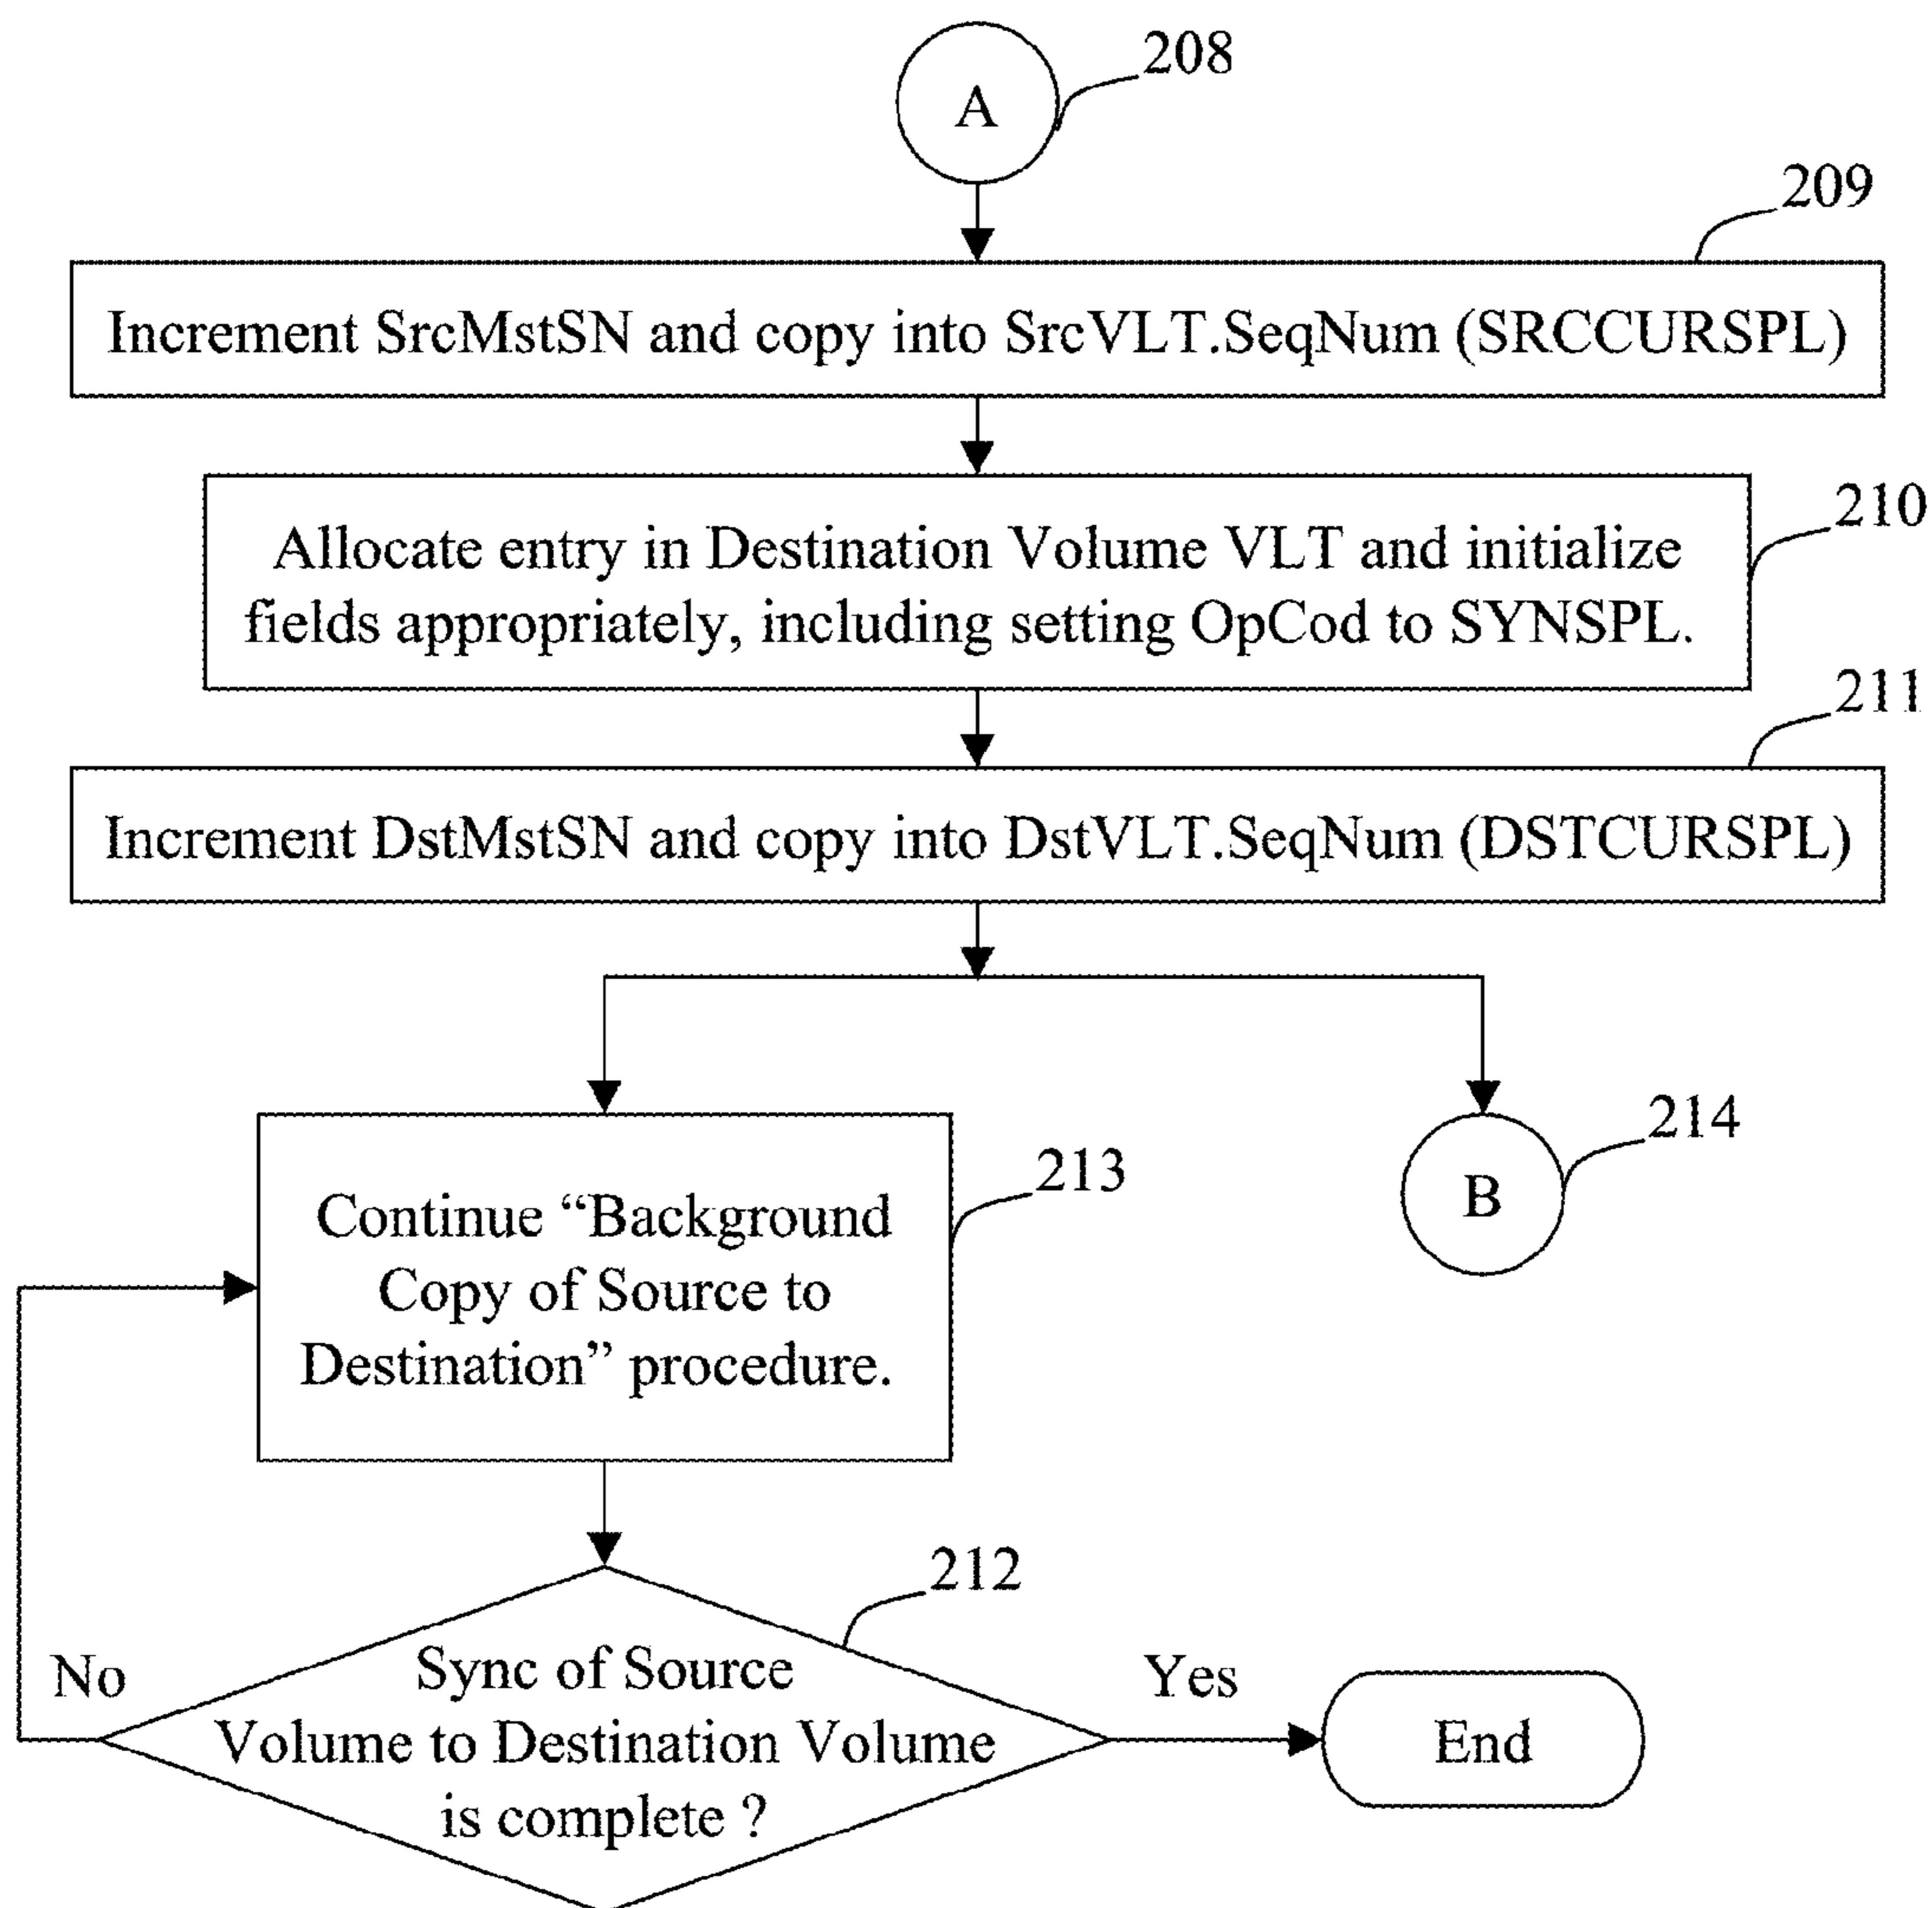 A
208
209
Increment SrcMstSN and copy into SrcVLT.SeqNum (SRCCURSPL)
210
Allocate entry in Destination Volume VLT and initialize
fields appropriately, including setting OpCod to SYNSPL.
211
Increment DstMstSN and copy into DstVLT.SeqNum (DSTCURSPL)
213
Continue “Background
Copy of Source to
Destination” procedure.
214
B
212
No
Sync of Source
Volume to Destination Volume
is complete ?
Yes
End